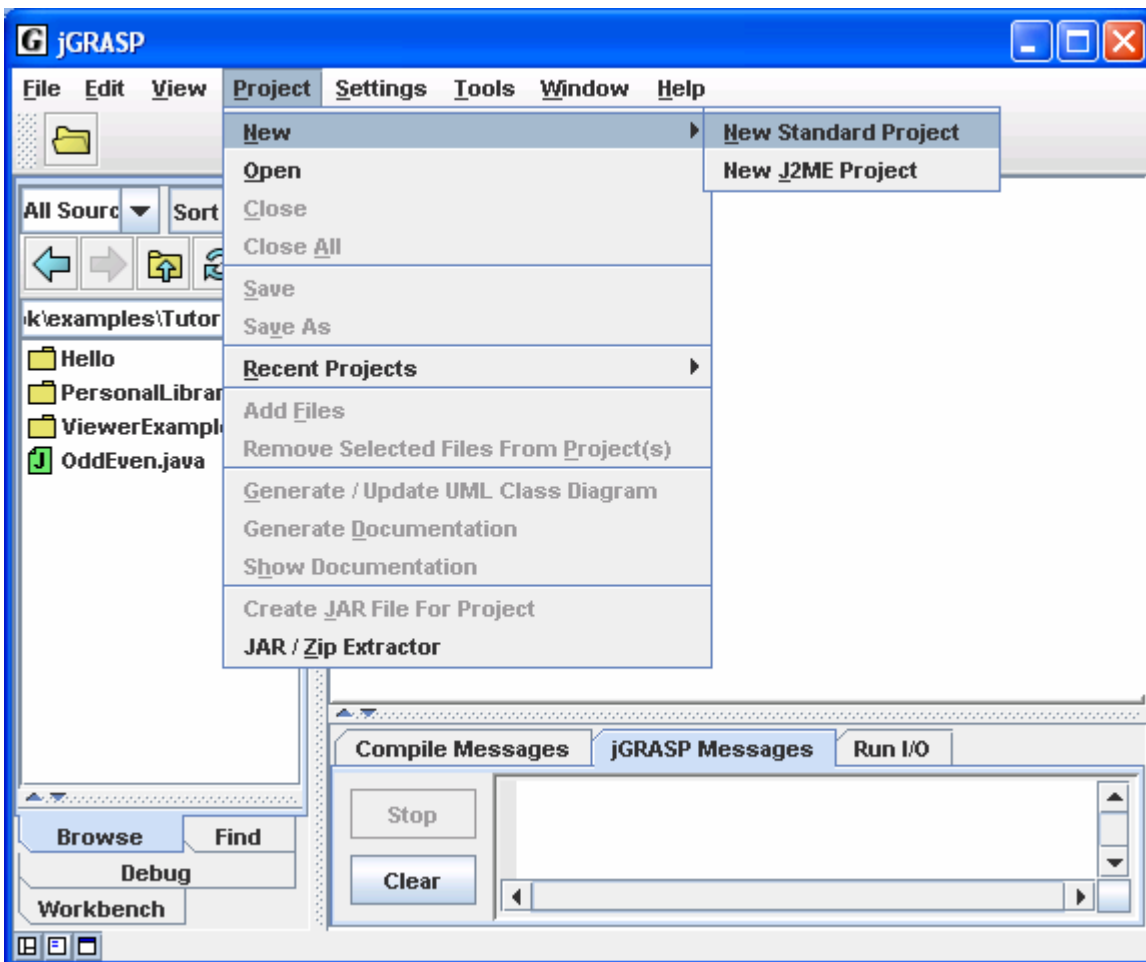 jGRASP
File Edit View Project Settings Tools Window Help
New
New Standard Project
New J2ME Project
Open
Close
Close All
Save
Save As
Recent Projects
Add Files
Remove Selected Files From Project(s)
Generate / Update UML Class Diagram
Generate Documentation
Show Documentation
Create JAR File For Project
JAR / Zip Extractor
All Sourc
Sort
k\examples\Tutor
Hello
PersonalLibrar
ViewerExampl
OddEven.java
Compile Messages jGRASP Messages Run I/O
Stop
Clear
Browse Find
Debug
Workbench